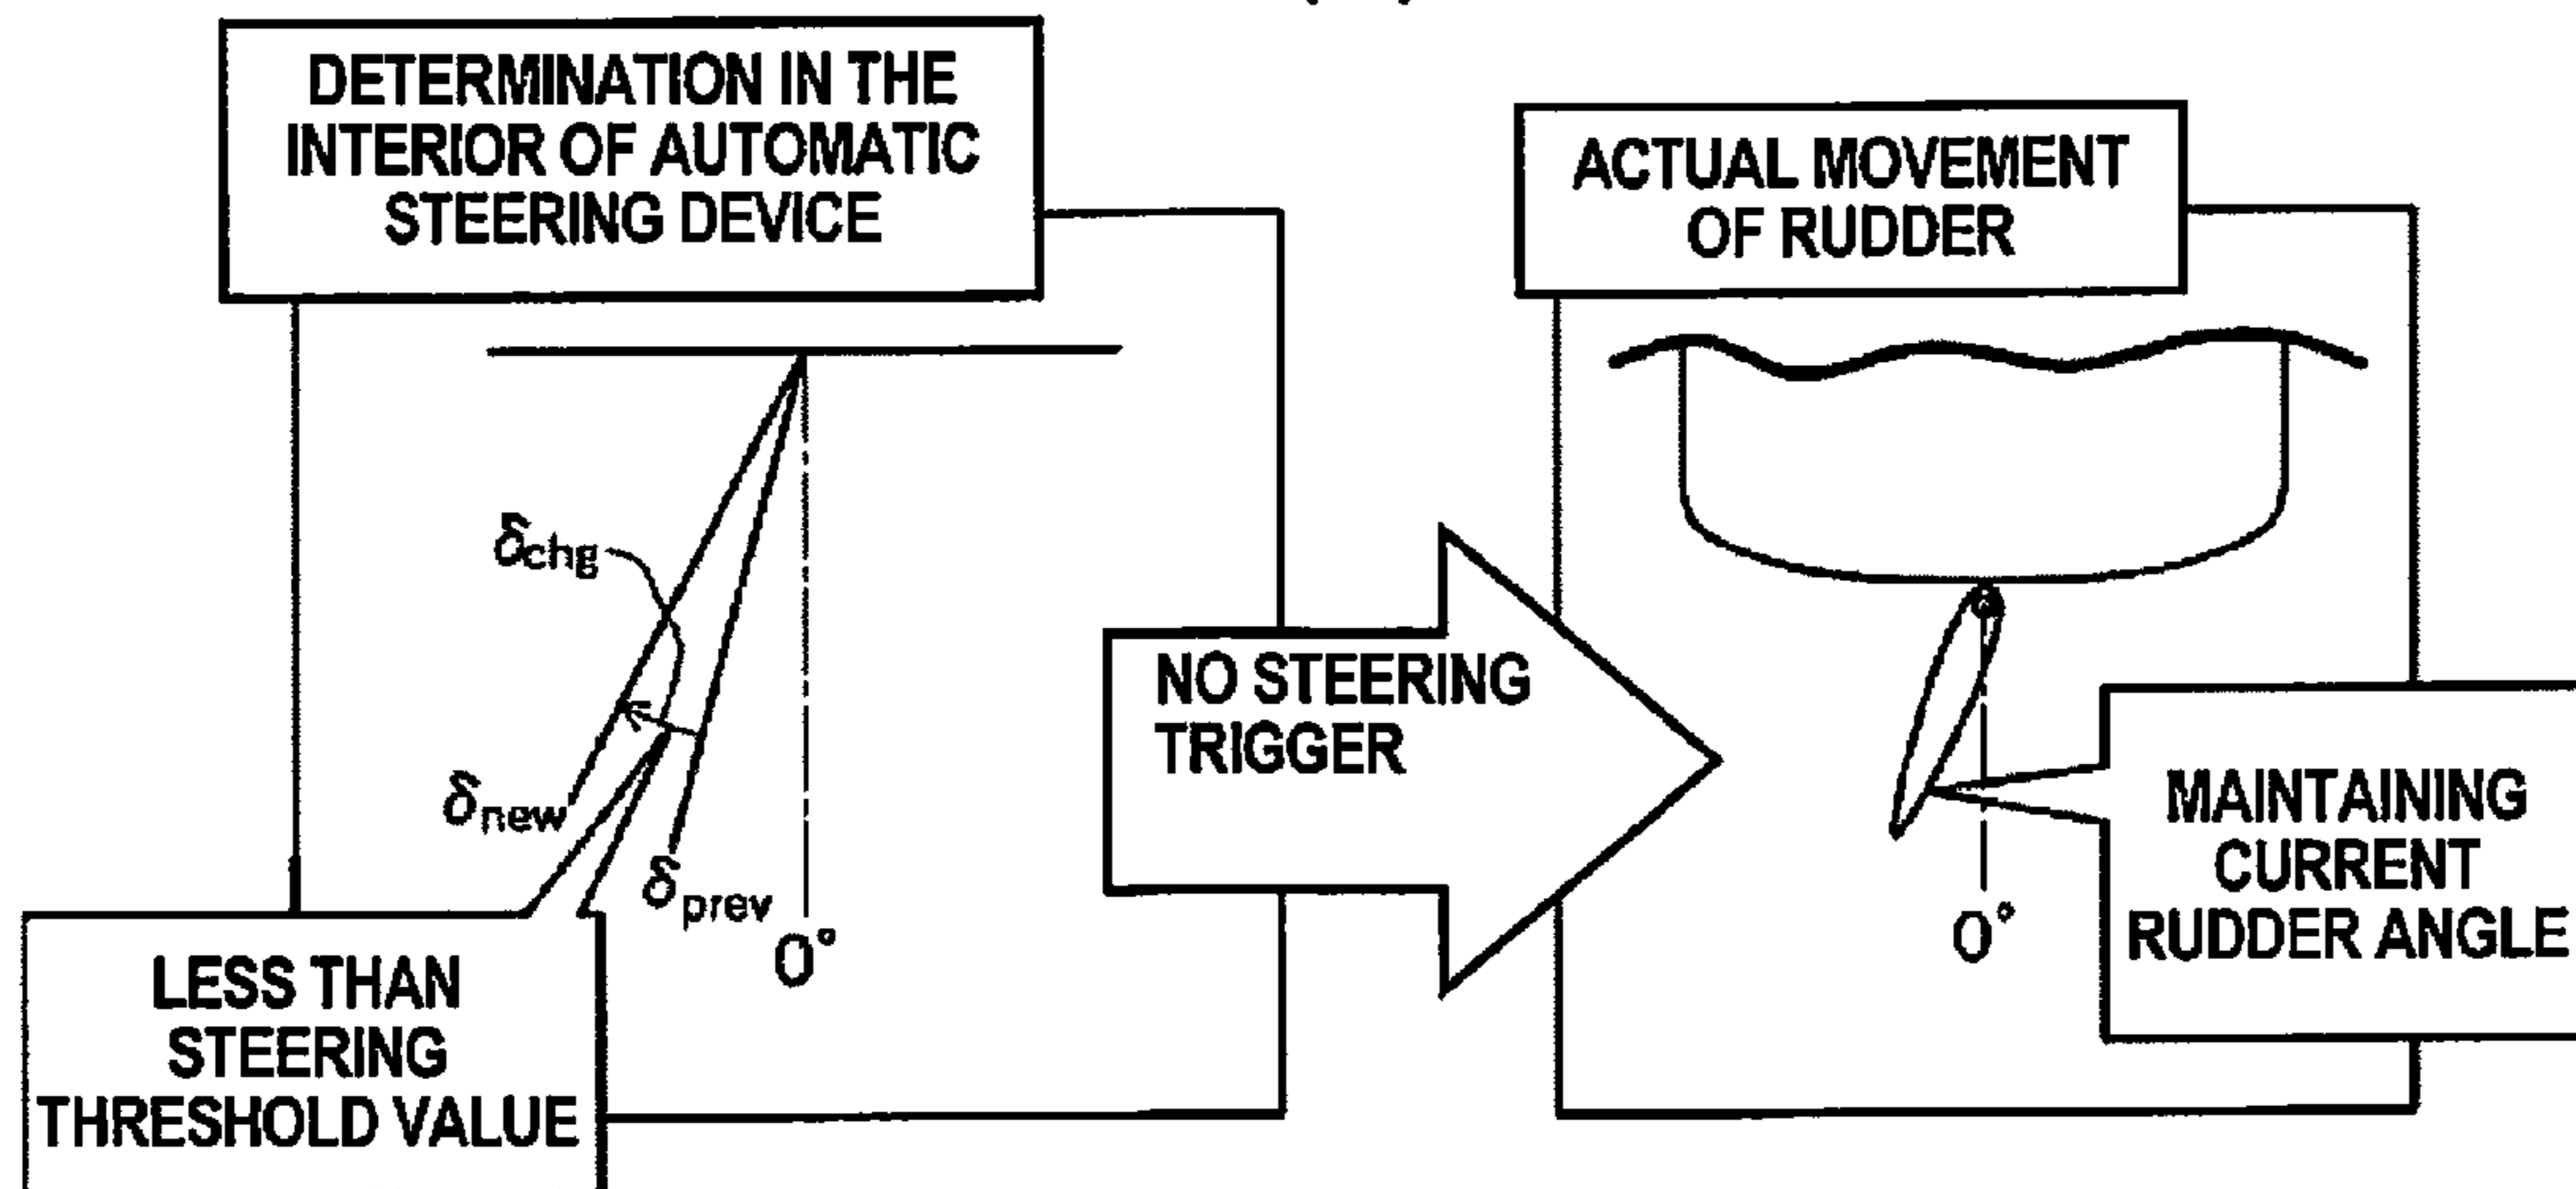 DETERMINATION IN THE
INTERIOR OF AUTOMATIC
STEERING DEVICE
δchg
δnew
δprev
0°
LESS THAN
STEERING
THRESHOLD VALUE
NO STEERING
TRIGGER
ACTUAL MOVEMENT
OF RUDDER
0°
MAINTAINING
CURRENT
RUDDER ANGLE